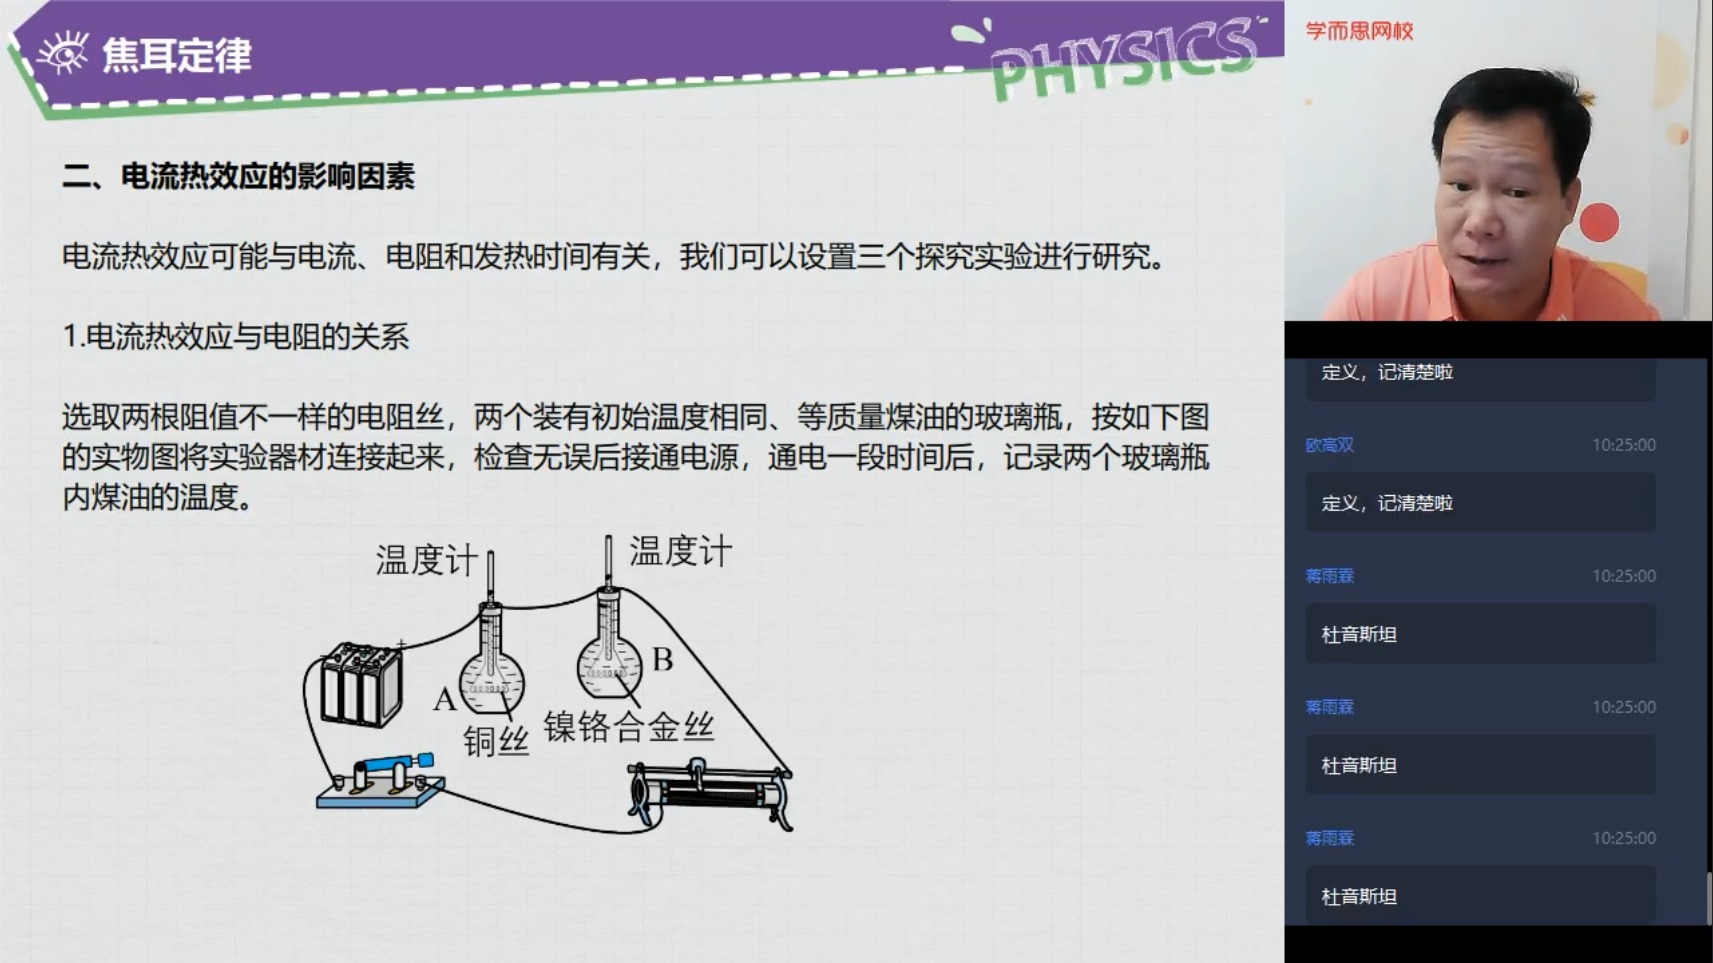 焦耳定律
PHYSICS
二、电流热效应的影响因素
电流热效应可能与电流、电阻和发热时间有关，我们可以设置三个探究实验进行研究。
1.电流热效应与电阻的关系
选取两根阻值不一样的电阻丝，两个装有初始温度相同、等质量煤油的玻璃瓶，按如下图
的实物图将实验器材连接起来，检查无误后接通电源，通电一段时间后，记录两个玻璃瓶
内煤油的温度。
温度计
温度计
A
B
铜丝
镍铬合金丝
学而思网校
定义，记清楚啦
欧高双 10:25:00
定义，记清楚啦
蒋雨霖 10:25:00
杜音斯坦
蒋雨霖 10:25:00
杜音斯坦
蒋雨霖 10:25:00
杜音斯坦